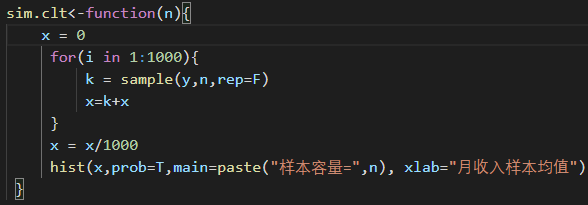 sim.clt<-function(n){
x = 0
for(i in 1:1000){
k = sample(y,n,rep=F)
x=k+x
}
x = x/1000
hist(x,prob=T,main=paste("样本容量=",n), xlab="月收入样本均值")
}